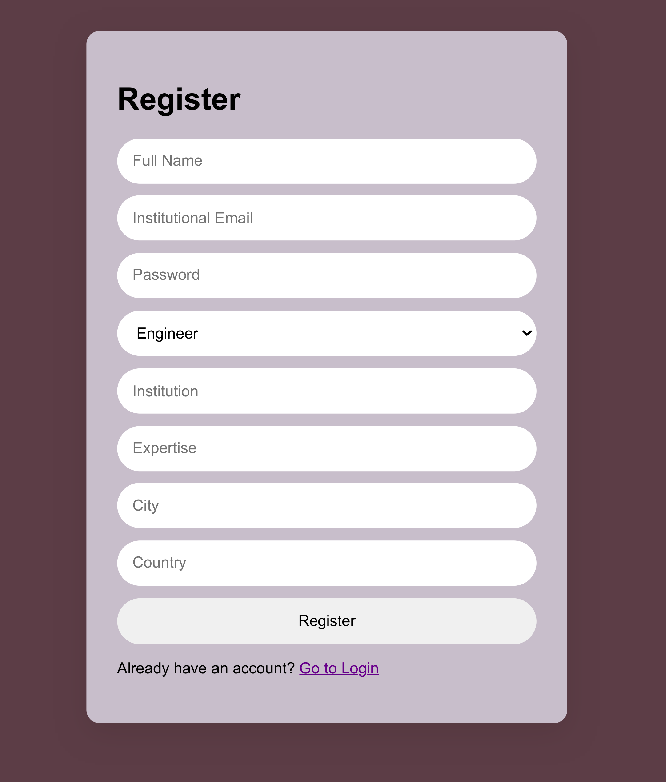 Register
Full Name
Institutional Email
Password
Engineer
Institution
Expertise
City
Country
Register
Already have an account? Go to Login